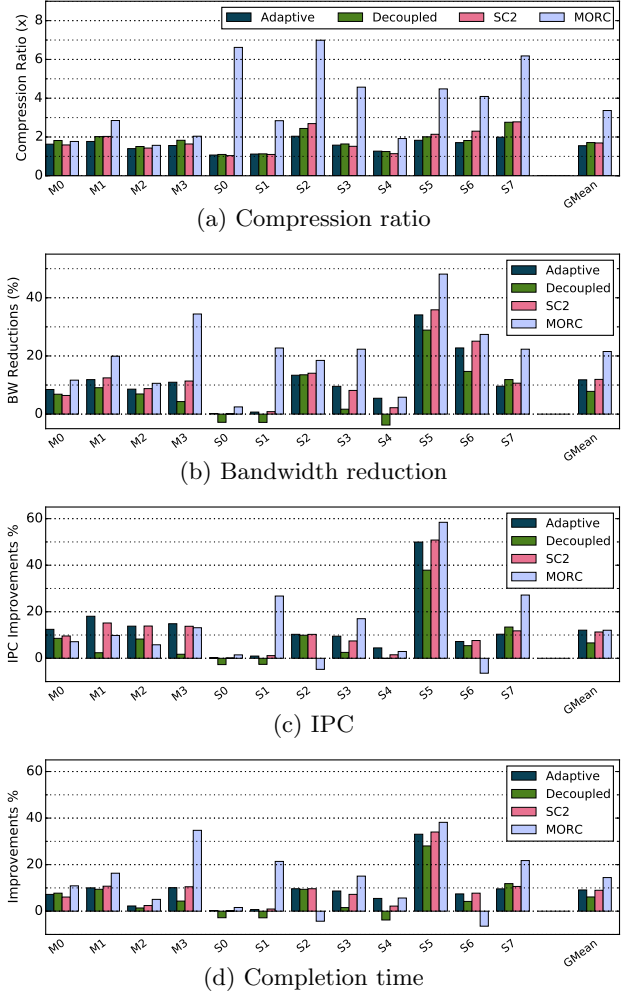 Compression Ratio (x)
8
6
4
2
0
Adaptive Decoupled SC2 MORC
M0 M1 M2 M3 S0 S1 S2 S3 S4 S5 S6 S7 GMean
(a) Compression ratio
BW Reductions (%)
40
20
0
Adaptive
Decoupled
SC2
MORC
M0 M1 M2 M3 S0 S1 S2 S3 S4 S5 S6 S7 GMean
(b) Bandwidth reduction
IPC Improvements %
60
40
20
0
Adaptive
Decoupled
SC2
MORC
M0 M1 M2 M3 S0 S1 S2 S3 S4 S5 S6 S7 GMean
(c) IPC
Improvements %
60
40
20
0
Adaptive
Decoupled
SC2
MORC
M0 M1 M2 M3 S0 S1 S2 S3 S4 S5 S6 S7 GMean
(d) Completion time